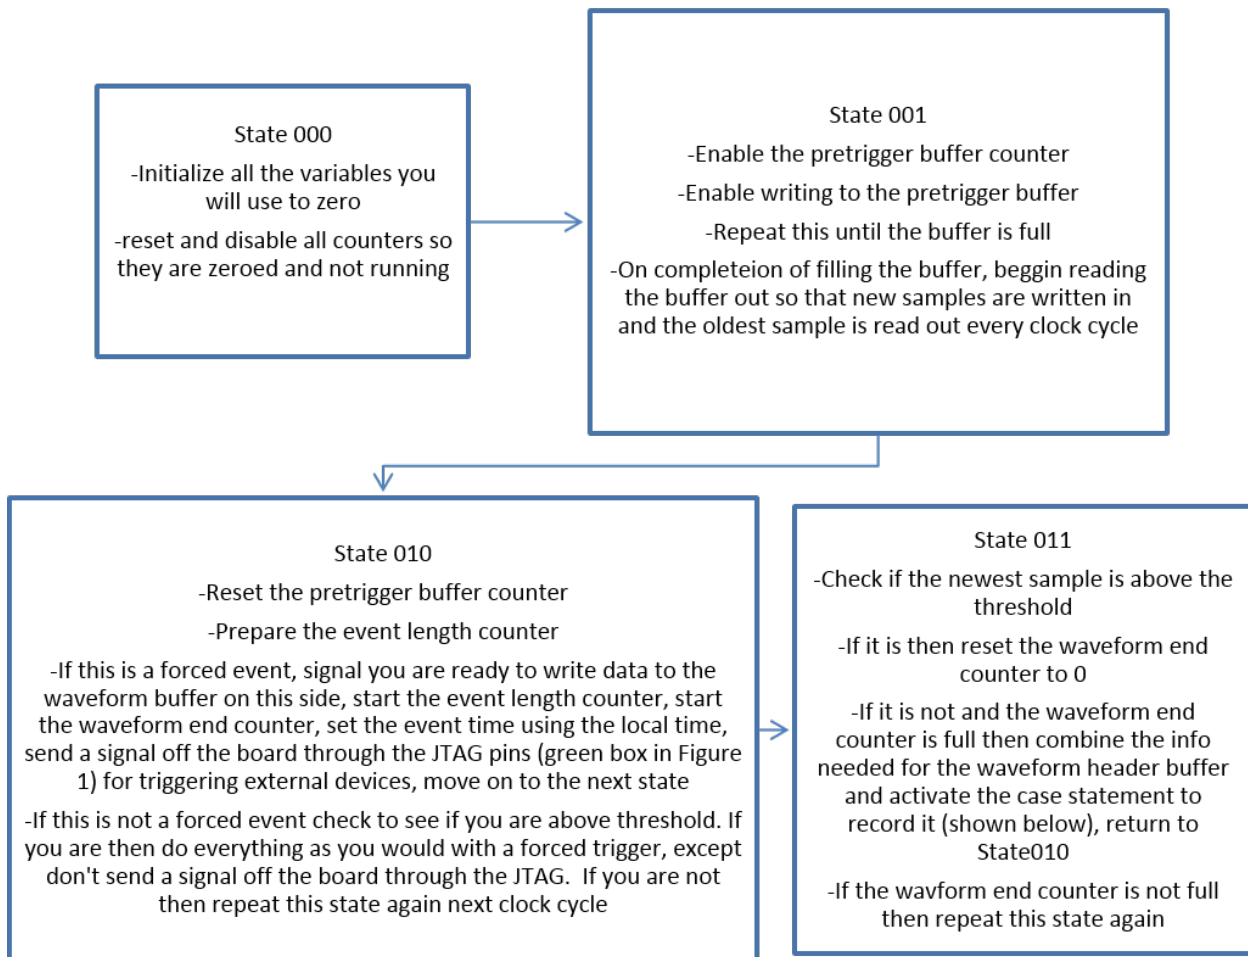 State 000
-Initialize all the variables you
will use to zero
-reset and disable all counters so
they are zeroed and not running
State 001
-Enable the pretrigger buffer counter
-Enable writing to the pretrigger buffer
-Repeat this until the buffer is full
-On completeion of filling the buffer, beggin reading
the buffer out so that new samples are written in
and the oldest sample is read out every clock cycle
State 010
-Reset the pretrigger buffer counter
-Prepare the event length counter
-If this is a forced event, signal you are ready to write data to the
waveform buffer on this side, start the event length counter, start
the waveform end counter, set the event time using the local time,
send a signal off the board through the JTAG pins (green box in Figure
1) for triggering external devices, move on to the next state
-If this is not a forced event check to see if you are above threshold. If
you are then do everything as you would with a forced trigger, except
don't send a signal off the board through the JTAG.  If you are not
then repeat this state again next clock cycle
State 011
-Check if the newest sample is above the
threshold
-If it is then reset the waveform end
counter to 0
-If it is not and the waveform end
counter is full then combine the info
needed for the waveform header buffer
and activate the case statement to
record it (shown below), return to
State010
-If the wavform end counter is not full
then repeat this state again